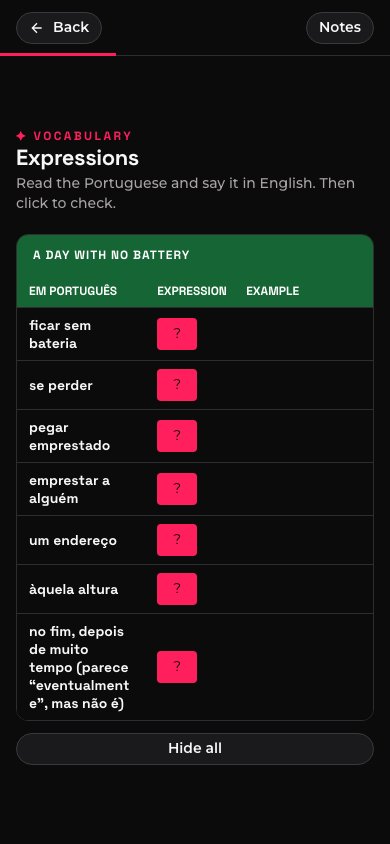 ← Back
Notes
✦ VOCABULARY
Expressions
Read the Portuguese and say it in English. Then
click to check.
A DAY WITH NO BATTERY
EM PORTUGUÊS EXPRESSION EXAMPLE
ficar sem
bateria
?
se perder
?
pegar
emprestado
?
emprestar a
alguém
?
um endereço
?
àquela altura
?
no fim, depois
de muito
tempo (parece
“eventualment
e”, mas não é)
?
Hide all